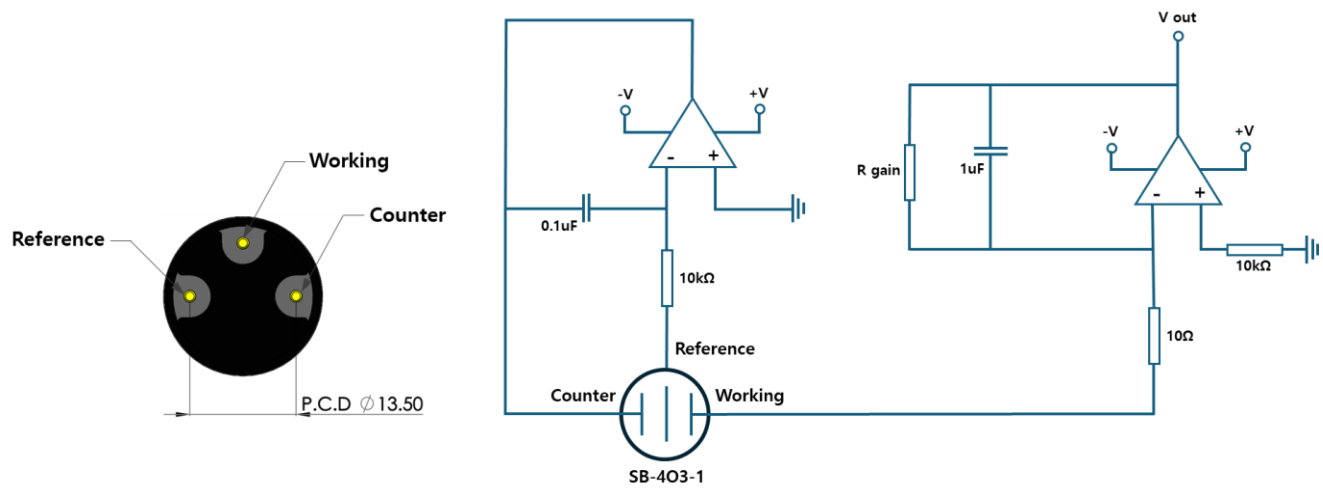 Working
Counter
Reference
P.C.D ∅13.50
-V
+V
-
+
0.1uF
10kΩ
Reference
Counter
Working
SB-4O3-1
V out
-V
+V
R gain
1uF
-
+
10kΩ
10Ω